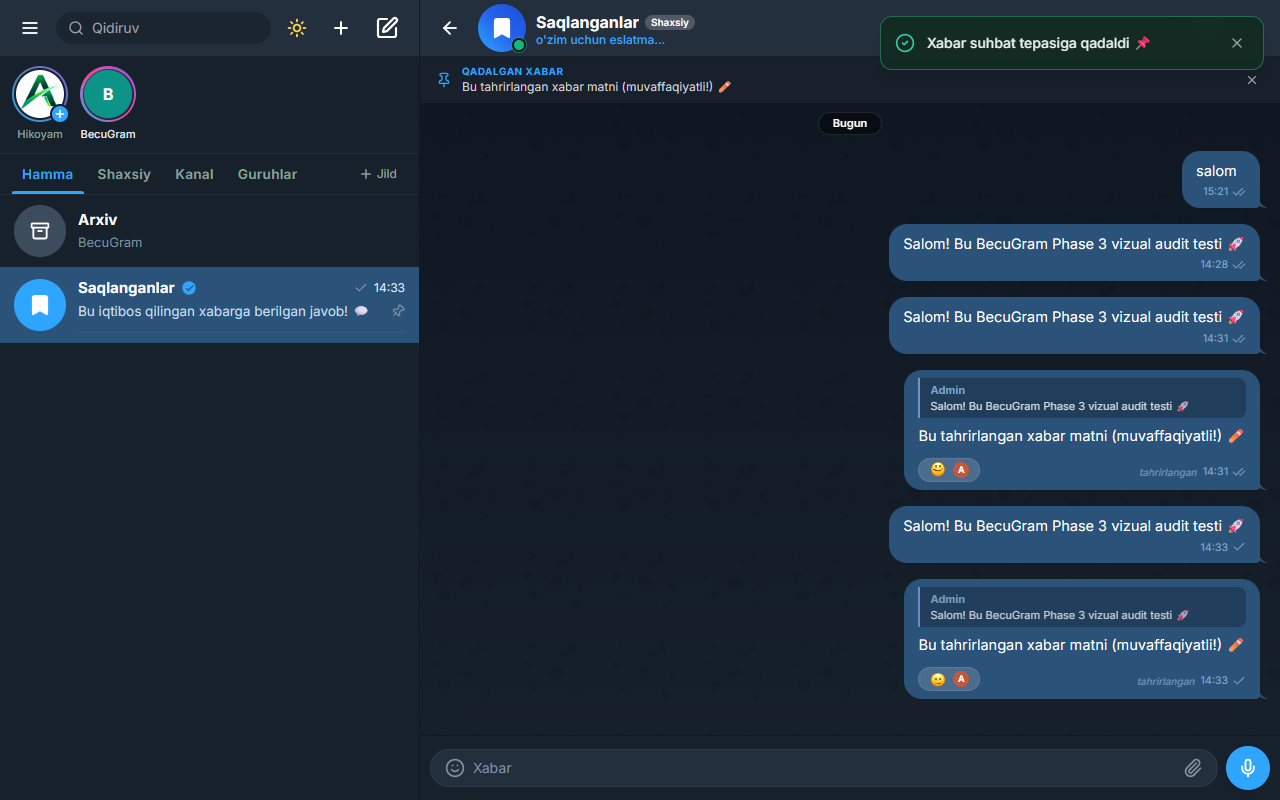 Qidiruv
Hikoyam
B
BecuGram
Hamma
Shaxsiy
Kanal
Guruhlar
+ Jild
Arxiv
BecuGram
Saqlanganlar
14:33
Bu iqtibos qilingan xabarga berilgan javob! 💬
Saqlanganlar Shaxsiy
o'zim uchun eslatma...
Xabar suhbat tepasiga qadaldi 📌
QADALGAN XABAR
Bu tahrirlangan xabar matni (muvaffaqiyatli!) ✏️
Bugun
salom
15:21
Salom! Bu BecuGram Phase 3 vizual audit testi 🚀
14:28
Salom! Bu BecuGram Phase 3 vizual audit testi 🚀
14:31
Admin
Salom! Bu BecuGram Phase 3 vizual audit testi 🚀
Bu tahrirlangan xabar matni (muvaffaqiyatli!) ✏️
A
tahrirlangan 14:31
Salom! Bu BecuGram Phase 3 vizual audit testi 🚀
14:33
Admin
Salom! Bu BecuGram Phase 3 vizual audit testi 🚀
Bu tahrirlangan xabar matni (muvaffaqiyatli!) ✏️
A
tahrirlangan 14:33
Xabar